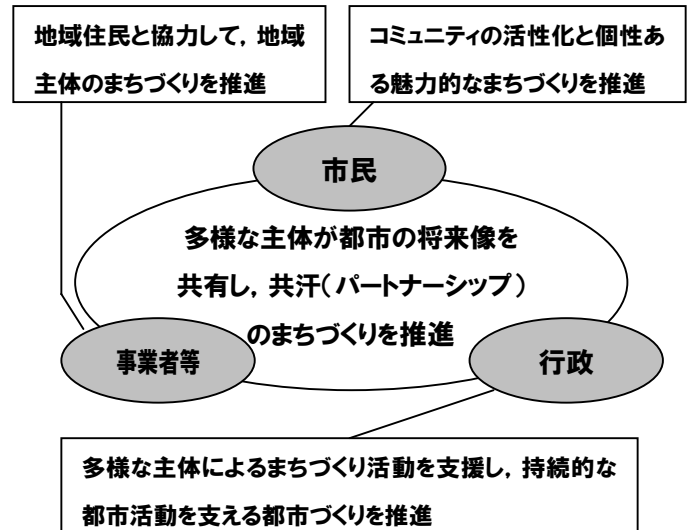 地域住民と協力して，地域
主体のまちづくりを推進
コミュニティの活性化と個性あ
る魅力的なまちづくりを推進
市民
多様な主体が都市の将来像を
共有し，共汗（パートナーシップ）
のまちづくりを推進
事業者等
行政
多様な主体によるまちづくり活動を支援し，持続的な
都市活動を支える都市づくりを推進